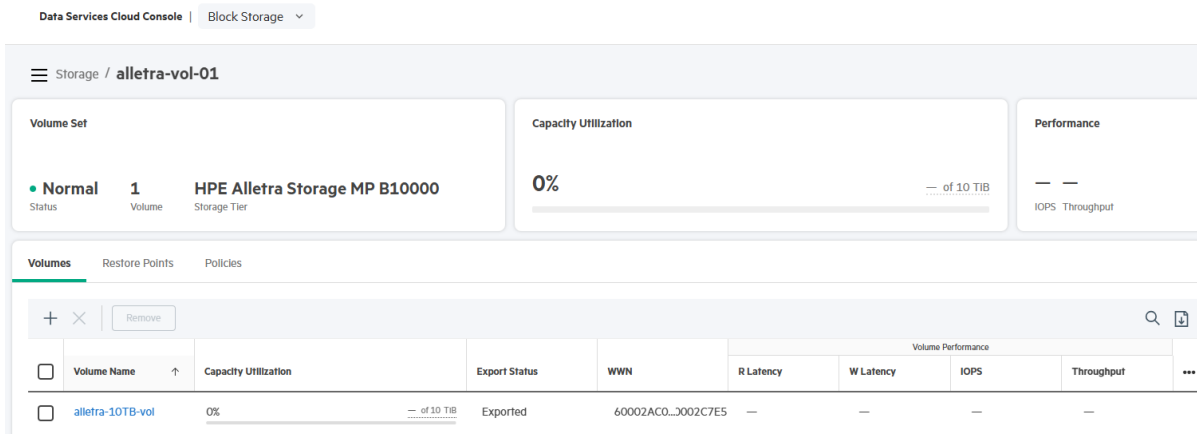 Data Services Cloud Console | Block Storage
Storage / alletra-vol-01
Volume Set
Normal
Status
1
Volume
HPE Alletra Storage MP B10000
Storage Tier
Capacity Utilization
0%
— of 10 TiB
Performance
— —
IOPS Throughput
Volumes Restore Points Policies
Remove
Volume Performance
Volume Name Capacity Utilization Export Status WWN R Latency W Latency IOPS Throughput
alletra-10TB-vol 0% — of 10 TiB Exported 60002AC0...0002C7E5 — — — —